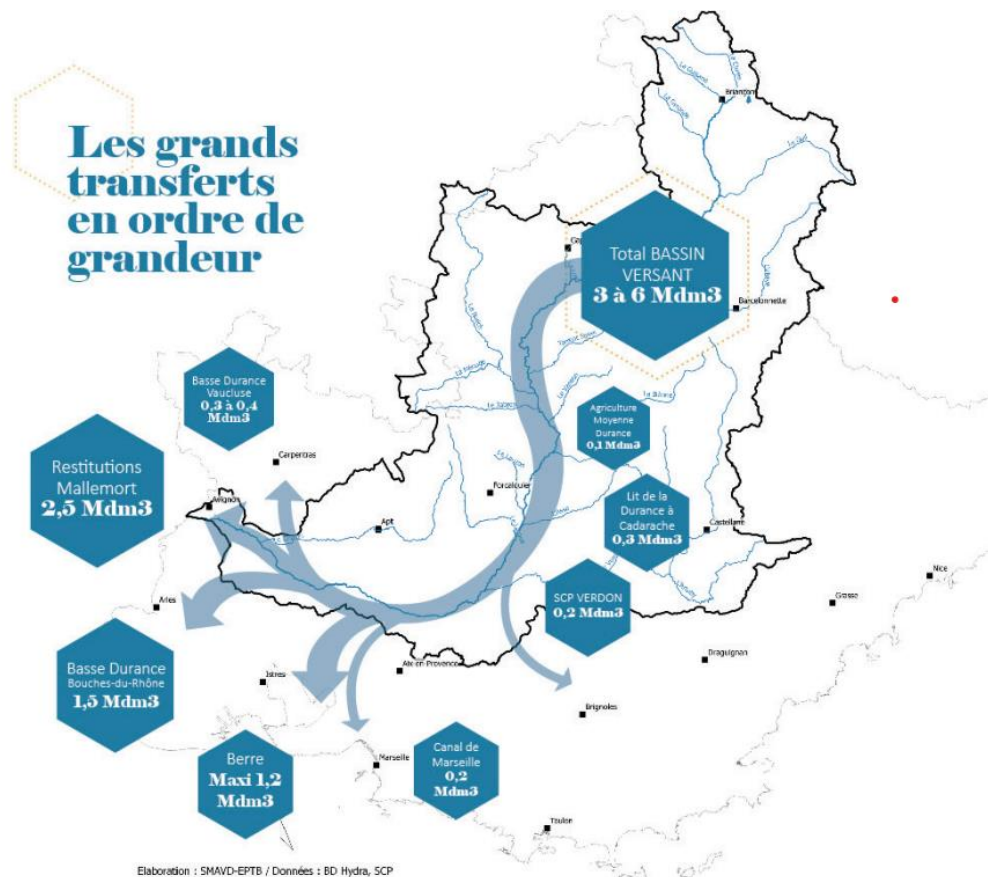 Les grands
transferts
en ordre de
grandeur
Briançon
Total BASSIN
VERSANT
3 à 6 Mdm3
Barcelonnette
Basse Durance
Vaucluse
0,3 à 0,4
Mdm3
Agriculture
Moyenne
Durance
0,1 Mdm3
Carpentras
Restitutions
Mallemort
2,5 Mdm3
Forcalquier
Avignon
Apt
Lit de la
Durance à
Cadarache
0,3 Mdm3
Castellane
SCP VERDON
0,2 Mdm3
Nice
Grasse
Arles
Basse Durance
Bouches-du-Rhône
1,5 Mdm3
Aix-en-Provence
Draguignan
Istres
Brignoles
Berre
Maxi 1,2
Mdm3
Marseille
Canal de
Marseille
0,2
Mdm3
Toulon
Elaboration : SMAVD-EPTB / Données : BD Hydra, SCP